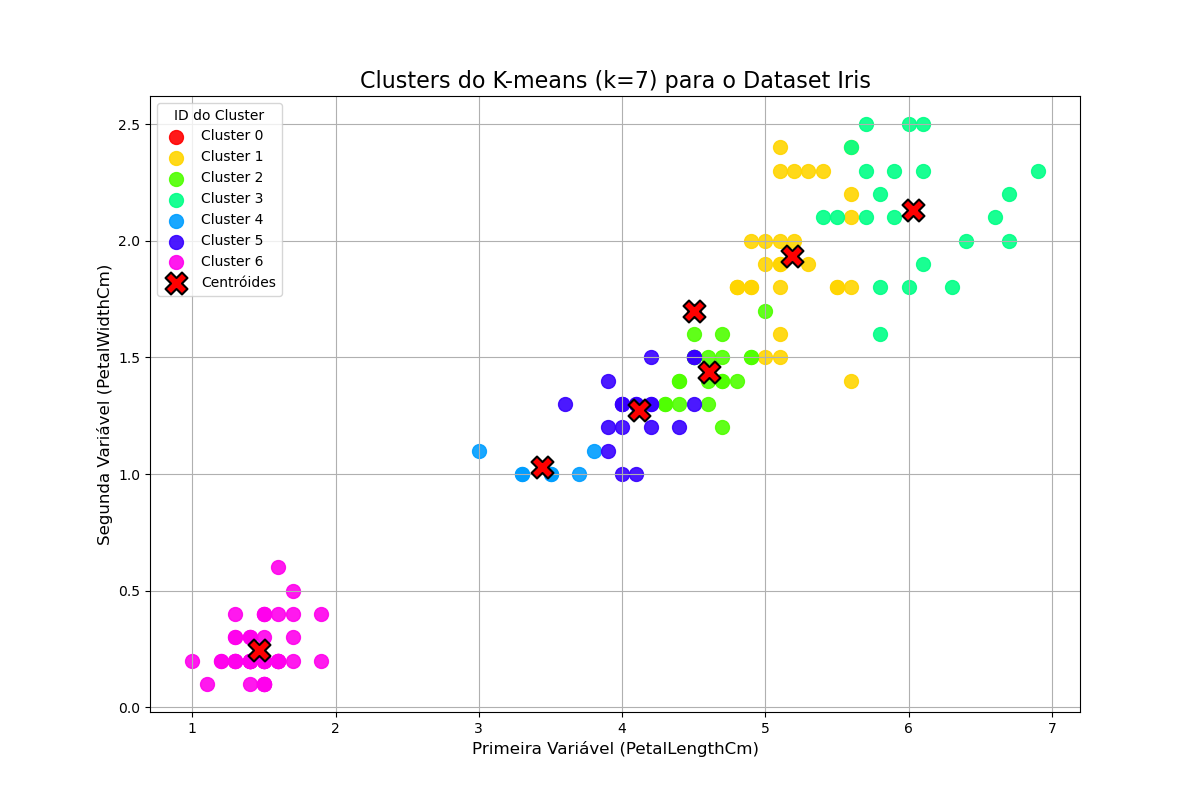 Clusters do K-means (k=7) para o Dataset Iris
ID do Cluster
Cluster 0
Cluster 1
Cluster 2
Cluster 3
Cluster 4
Cluster 5
Cluster 6
Centróides
Segunda Variável (PetalWidthCm)
2.5
2.0
1.5
1.0
0.5
0.0
1 2 3 4 5 6 7
Primeira Variável (PetalLengthCm)